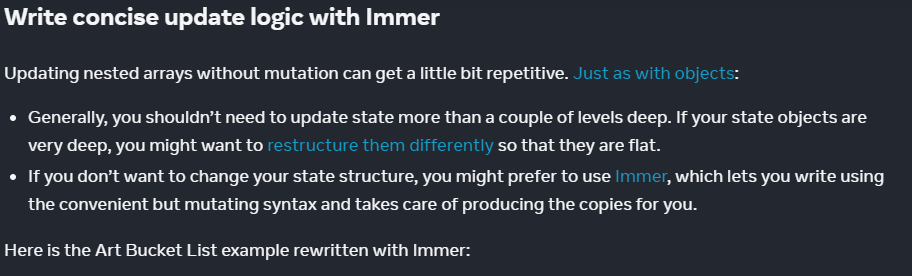 Write concise update logic with Immer
Updating nested arrays without mutation can get a little bit repetitive. Just as with objects:
• Generally, you shouldn’t need to update state more than a couple of levels deep. If your state objects are
very deep, you might want to restructure them differently so that they are flat.
• If you don’t want to change your state structure, you might prefer to use Immer, which lets you write using
the convenient but mutating syntax and takes care of producing the copies for you.
Here is the Art Bucket List example rewritten with Immer: